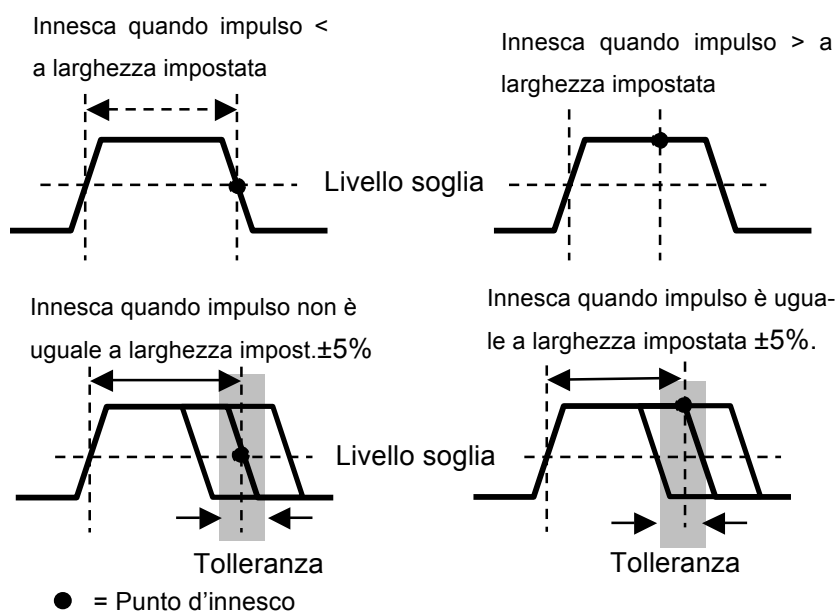 Innesca quando impulso <
a larghezza impostata
Innesca quando impulso > a
larghezza impostata
Livello soglia
Innesca quando impulso non è
uguale a larghezza impost.±5%
Innesca quando impulso è ugua-
le a larghezza impostata ±5%.
Livello soglia
Tolleranza
Tolleranza
= Punto d’innesco